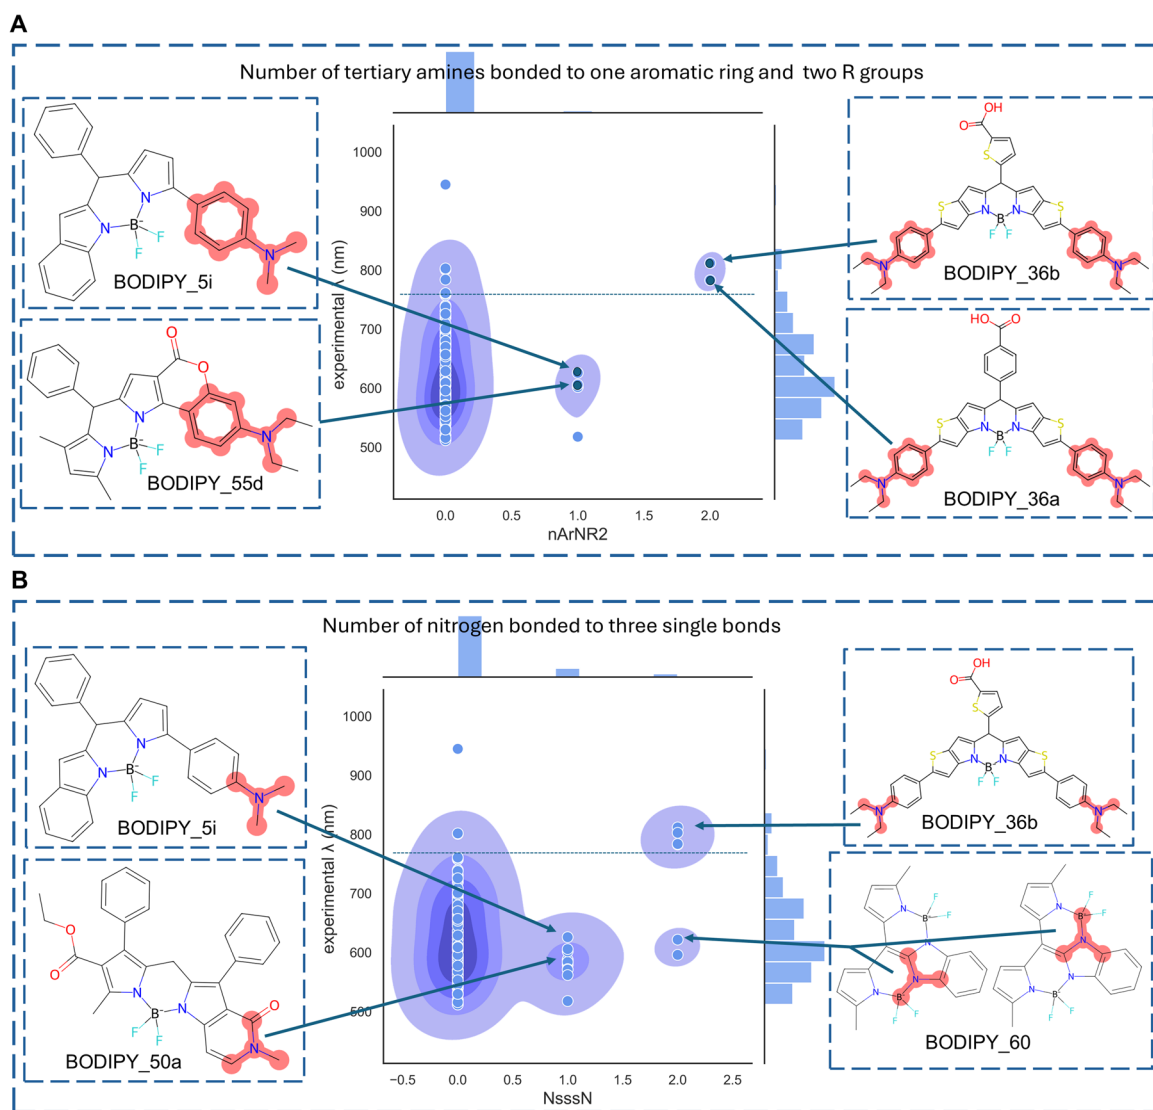 A
Number of tertiary amines bonded to one aromatic ring and two R groups
N
N
B-
F
F
N
BODIPY_5i
O
O
N
N
B-
F
F
N
BODIPY_55d
experimental λ (nm)
1000
900
800
700
600
500
0.0 0.5 1.0 1.5 2.0
nArNR2
OH
O
S
S
S
N
N
B-
F
F
N
N
BODIPY_36b
HO
O
S
S
N
N
B-
F
F
N
N
BODIPY_36a
B
Number of nitrogen bonded to three single bonds
N
N
B-
F
F
N
BODIPY_5i
O
O
N
N
B-
F
F
O
N
BODIPY_50a
experimental λ (nm)
1000
900
800
700
600
500
−0.5 0.0 0.5 1.0 1.5 2.0 2.5
NsssN
OH
O
S
S
S
N
N
B-
F
F
N
N
BODIPY_36b
F
F
N
B-
N
N
N
B-
F
F
F
F
N
B-
N
N
N
B-
F
F
BODIPY_60